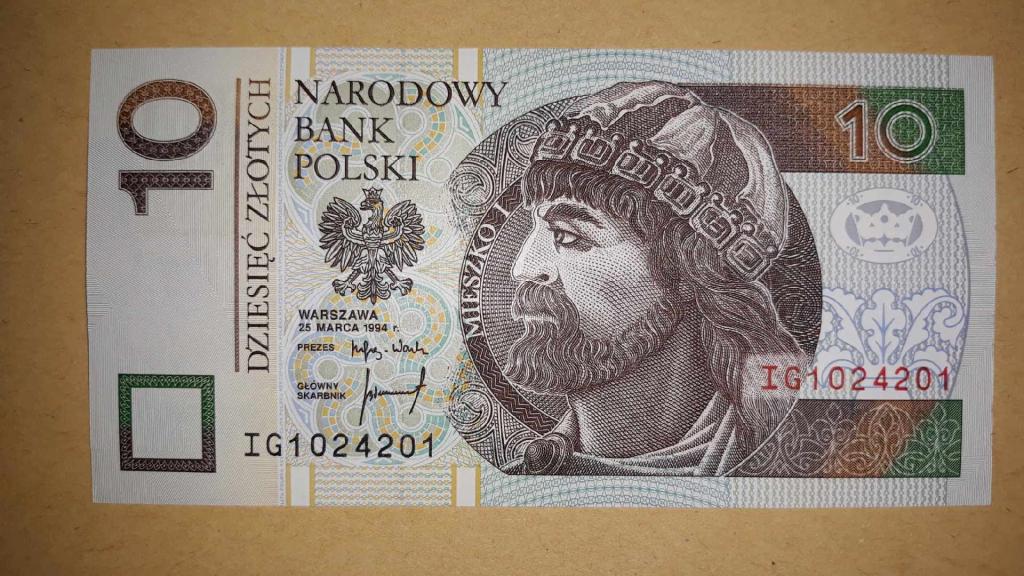 10
DZIESIĘĆ ZŁOTYCH
NARODOWY
BANK
POLSKI
WARSZAWA
25 MARCA 1994 r.
PREZES
GŁÓWNY
SKARBNIK
IG1024201
MIESZKO I
10
IG1024201